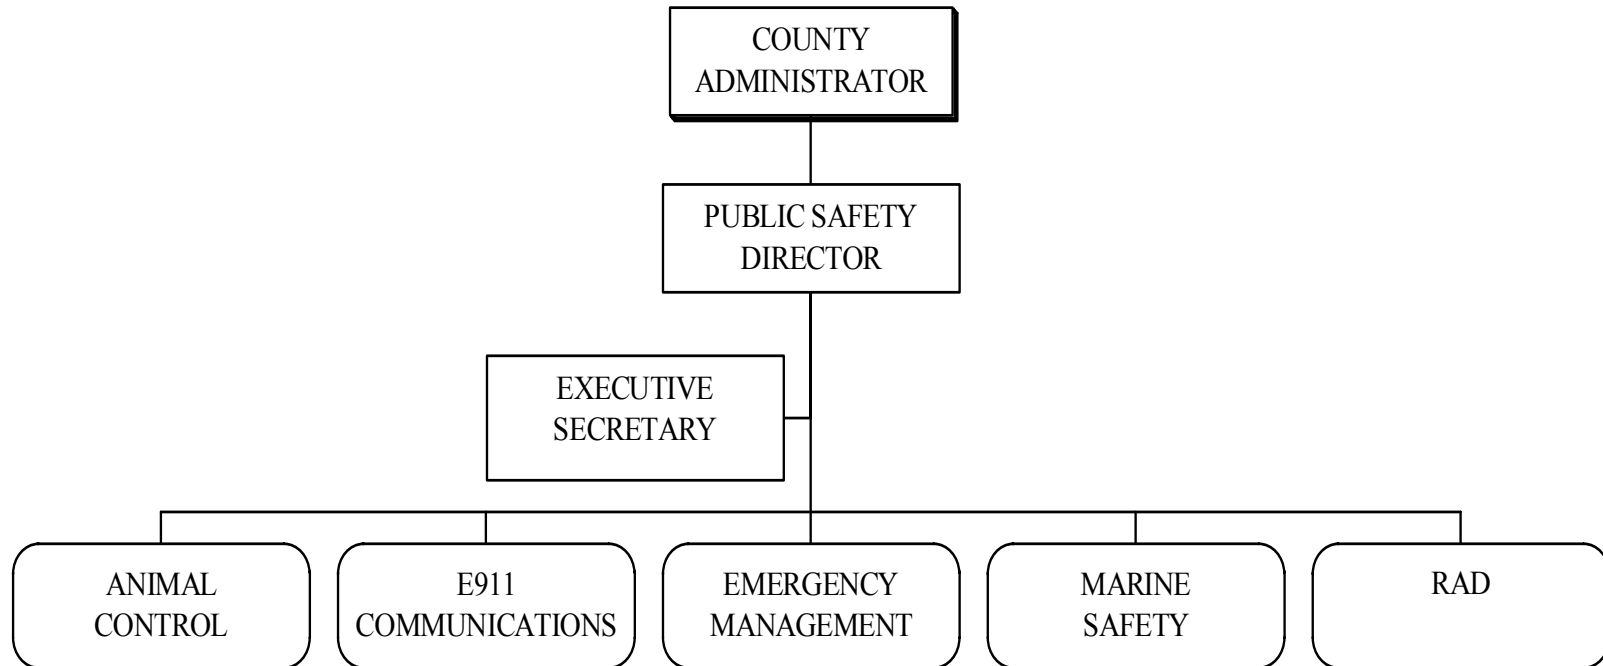 COUNTY
ADMINISTRATOR
PUBLIC SAFETY
DIRECTOR
EXECUTIVE
SECRETARY
ANIMAL
CONTROL
E911
COMMUNICATIONS
EMERGENCY
MANAGEMENT
MARINE
SAFETY
RAD